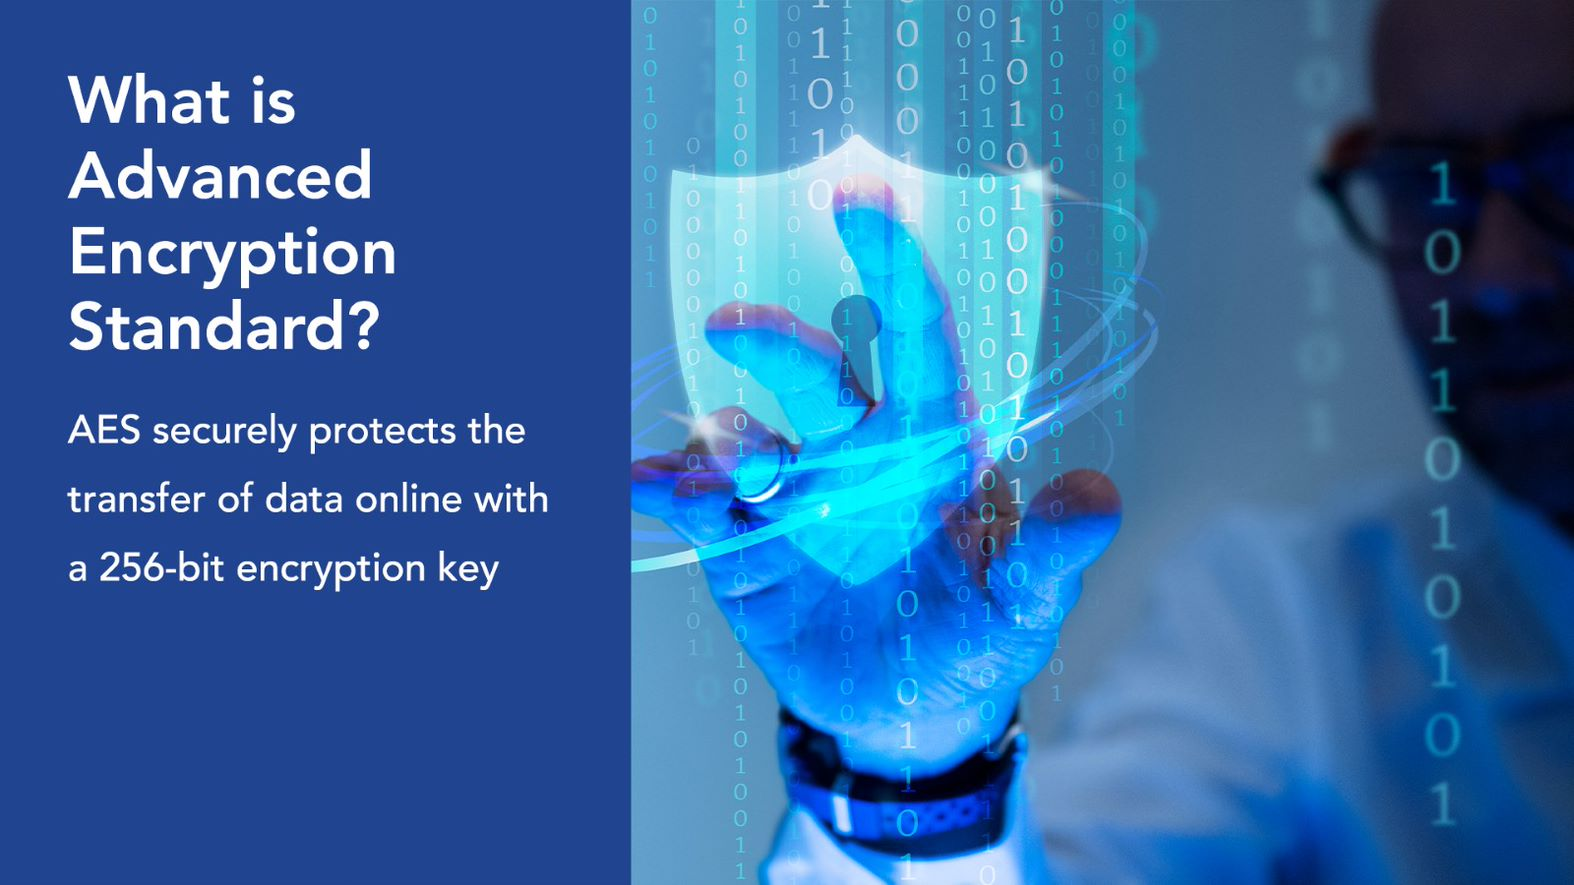 What is
Advanced
Encryption
Standard?
AES securely protects the
transfer of data online with
a 256-bit encryption key